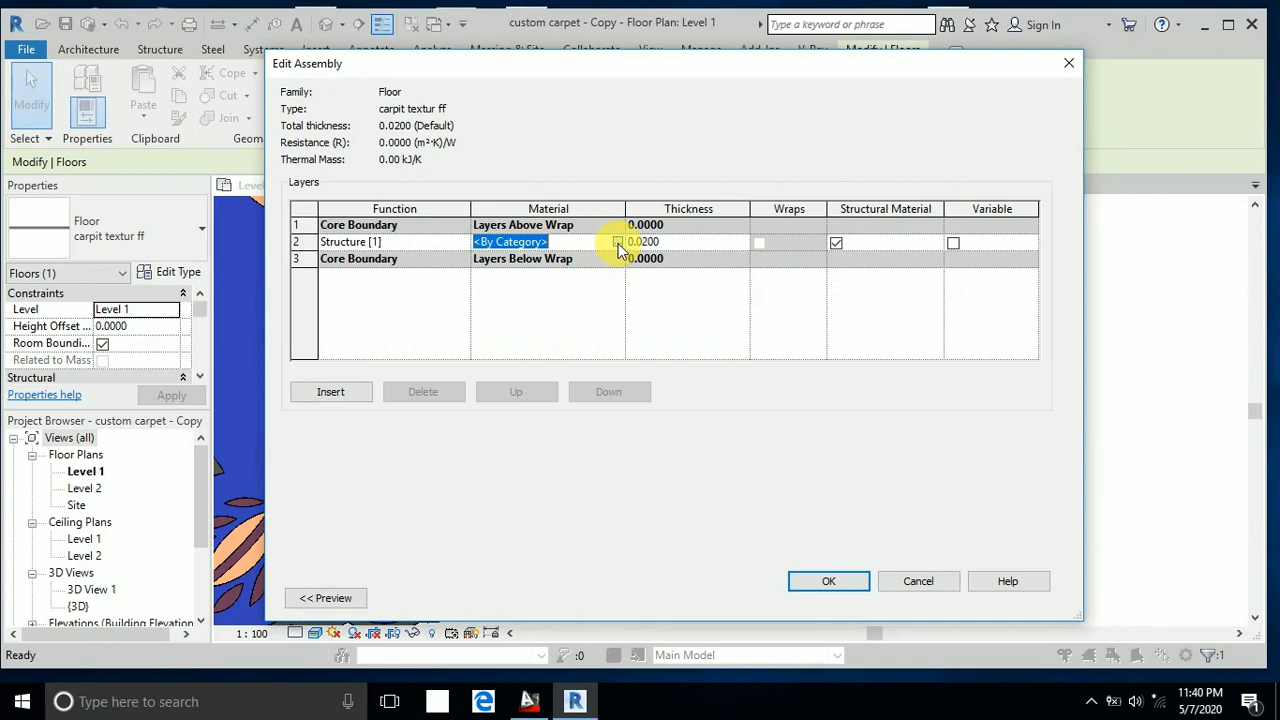 custom carpet - Copy - Floor Plan: Level 1
Type a keyword or phrase
Sign In
File
Architecture
Structure
Steel
Modify
Paste
Cope
Cut
Join
Select
Properties
Clipboard
Modify | Floors
Properties
Floor
carpit textur ff
Floors (1)
Edit Type
Constraints
Level
Level 1
Height Offset ...
0.0000
Room Boundi...
Related to Mass
Structural
Properties help
Apply
Project Browser - custom carpet - Copy
Views (all)
Floor Plans
Level 1
Level 2
Site
Ceiling Plans
Level 1
Level 2
3D Views
3D View 1
{3D}
Edit Assembly
Family:
Floor
Type:
carpit textur ff
Total thickness:
0.0200 (Default)
Resistance (R):
0.0000 (m²·K)/W
Thermal Mass:
0.00 kJ/K
Layers
Function Material Thickness Wraps Structural Material Variable
1 Core Boundary Layers Above Wrap 0.0000
2 Structure [1] <By Category> 0.0200
3 Core Boundary Layers Below Wrap 0.0000
Insert
Delete
Up
Down
OK
Cancel
Help
<< Preview
1 : 100
Ready
:0
Main Model
:1
Type here to search
11:40 PM
5/7/2020